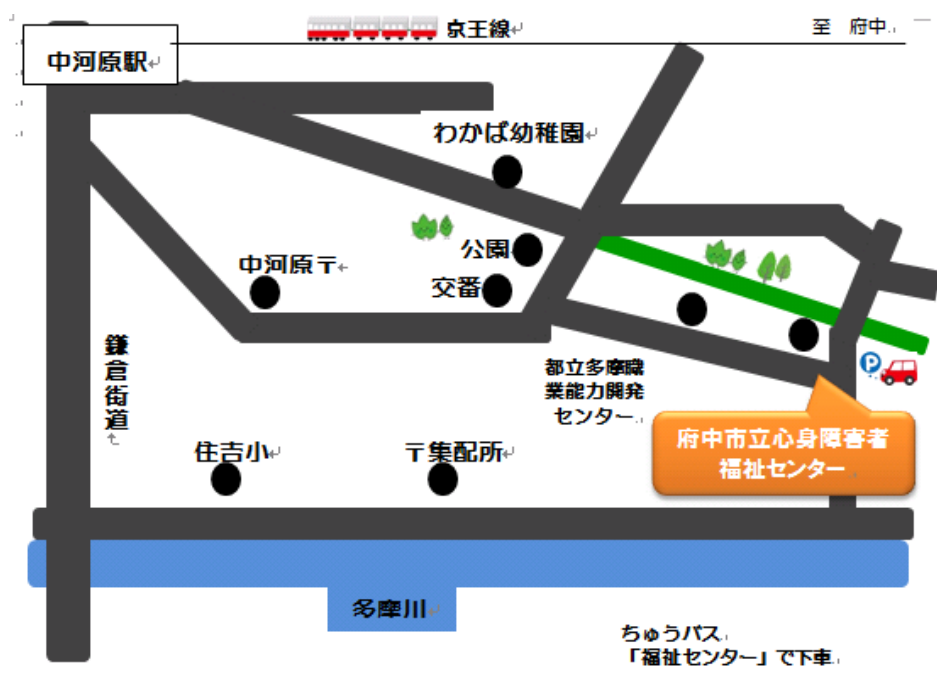 京王線
至 府中
中河原駅
わかば幼稚園
公園
中河原〒
交番
鎌倉街道
都立多摩職
業能力開発
センター
P
府中市立心身障害者
福祉センター
住吉小
〒集配所
多摩川
ちゅうバス
「福祉センター」で下車